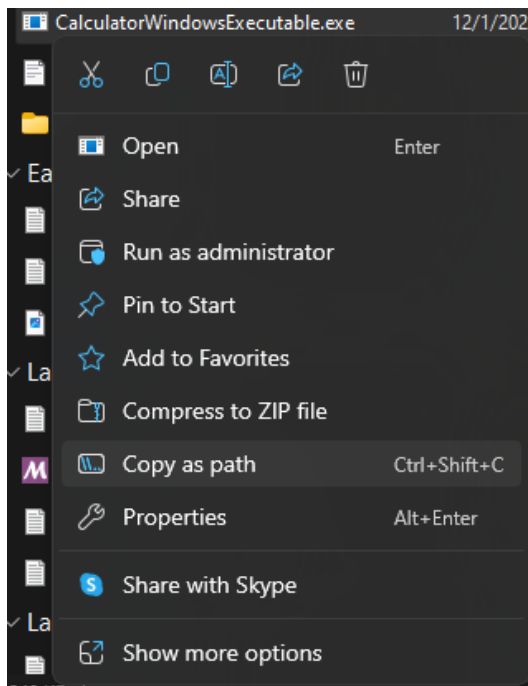 CalculatorWindowsExecutable.exe 12/1/202
Open Enter
Ea
Share
Run as administrator
Pin to Start
Add to Favorites
La
Compress to ZIP file
Copy as path Ctrl+Shift+C
Properties Alt+Enter
Share with Skype
La
Show more options